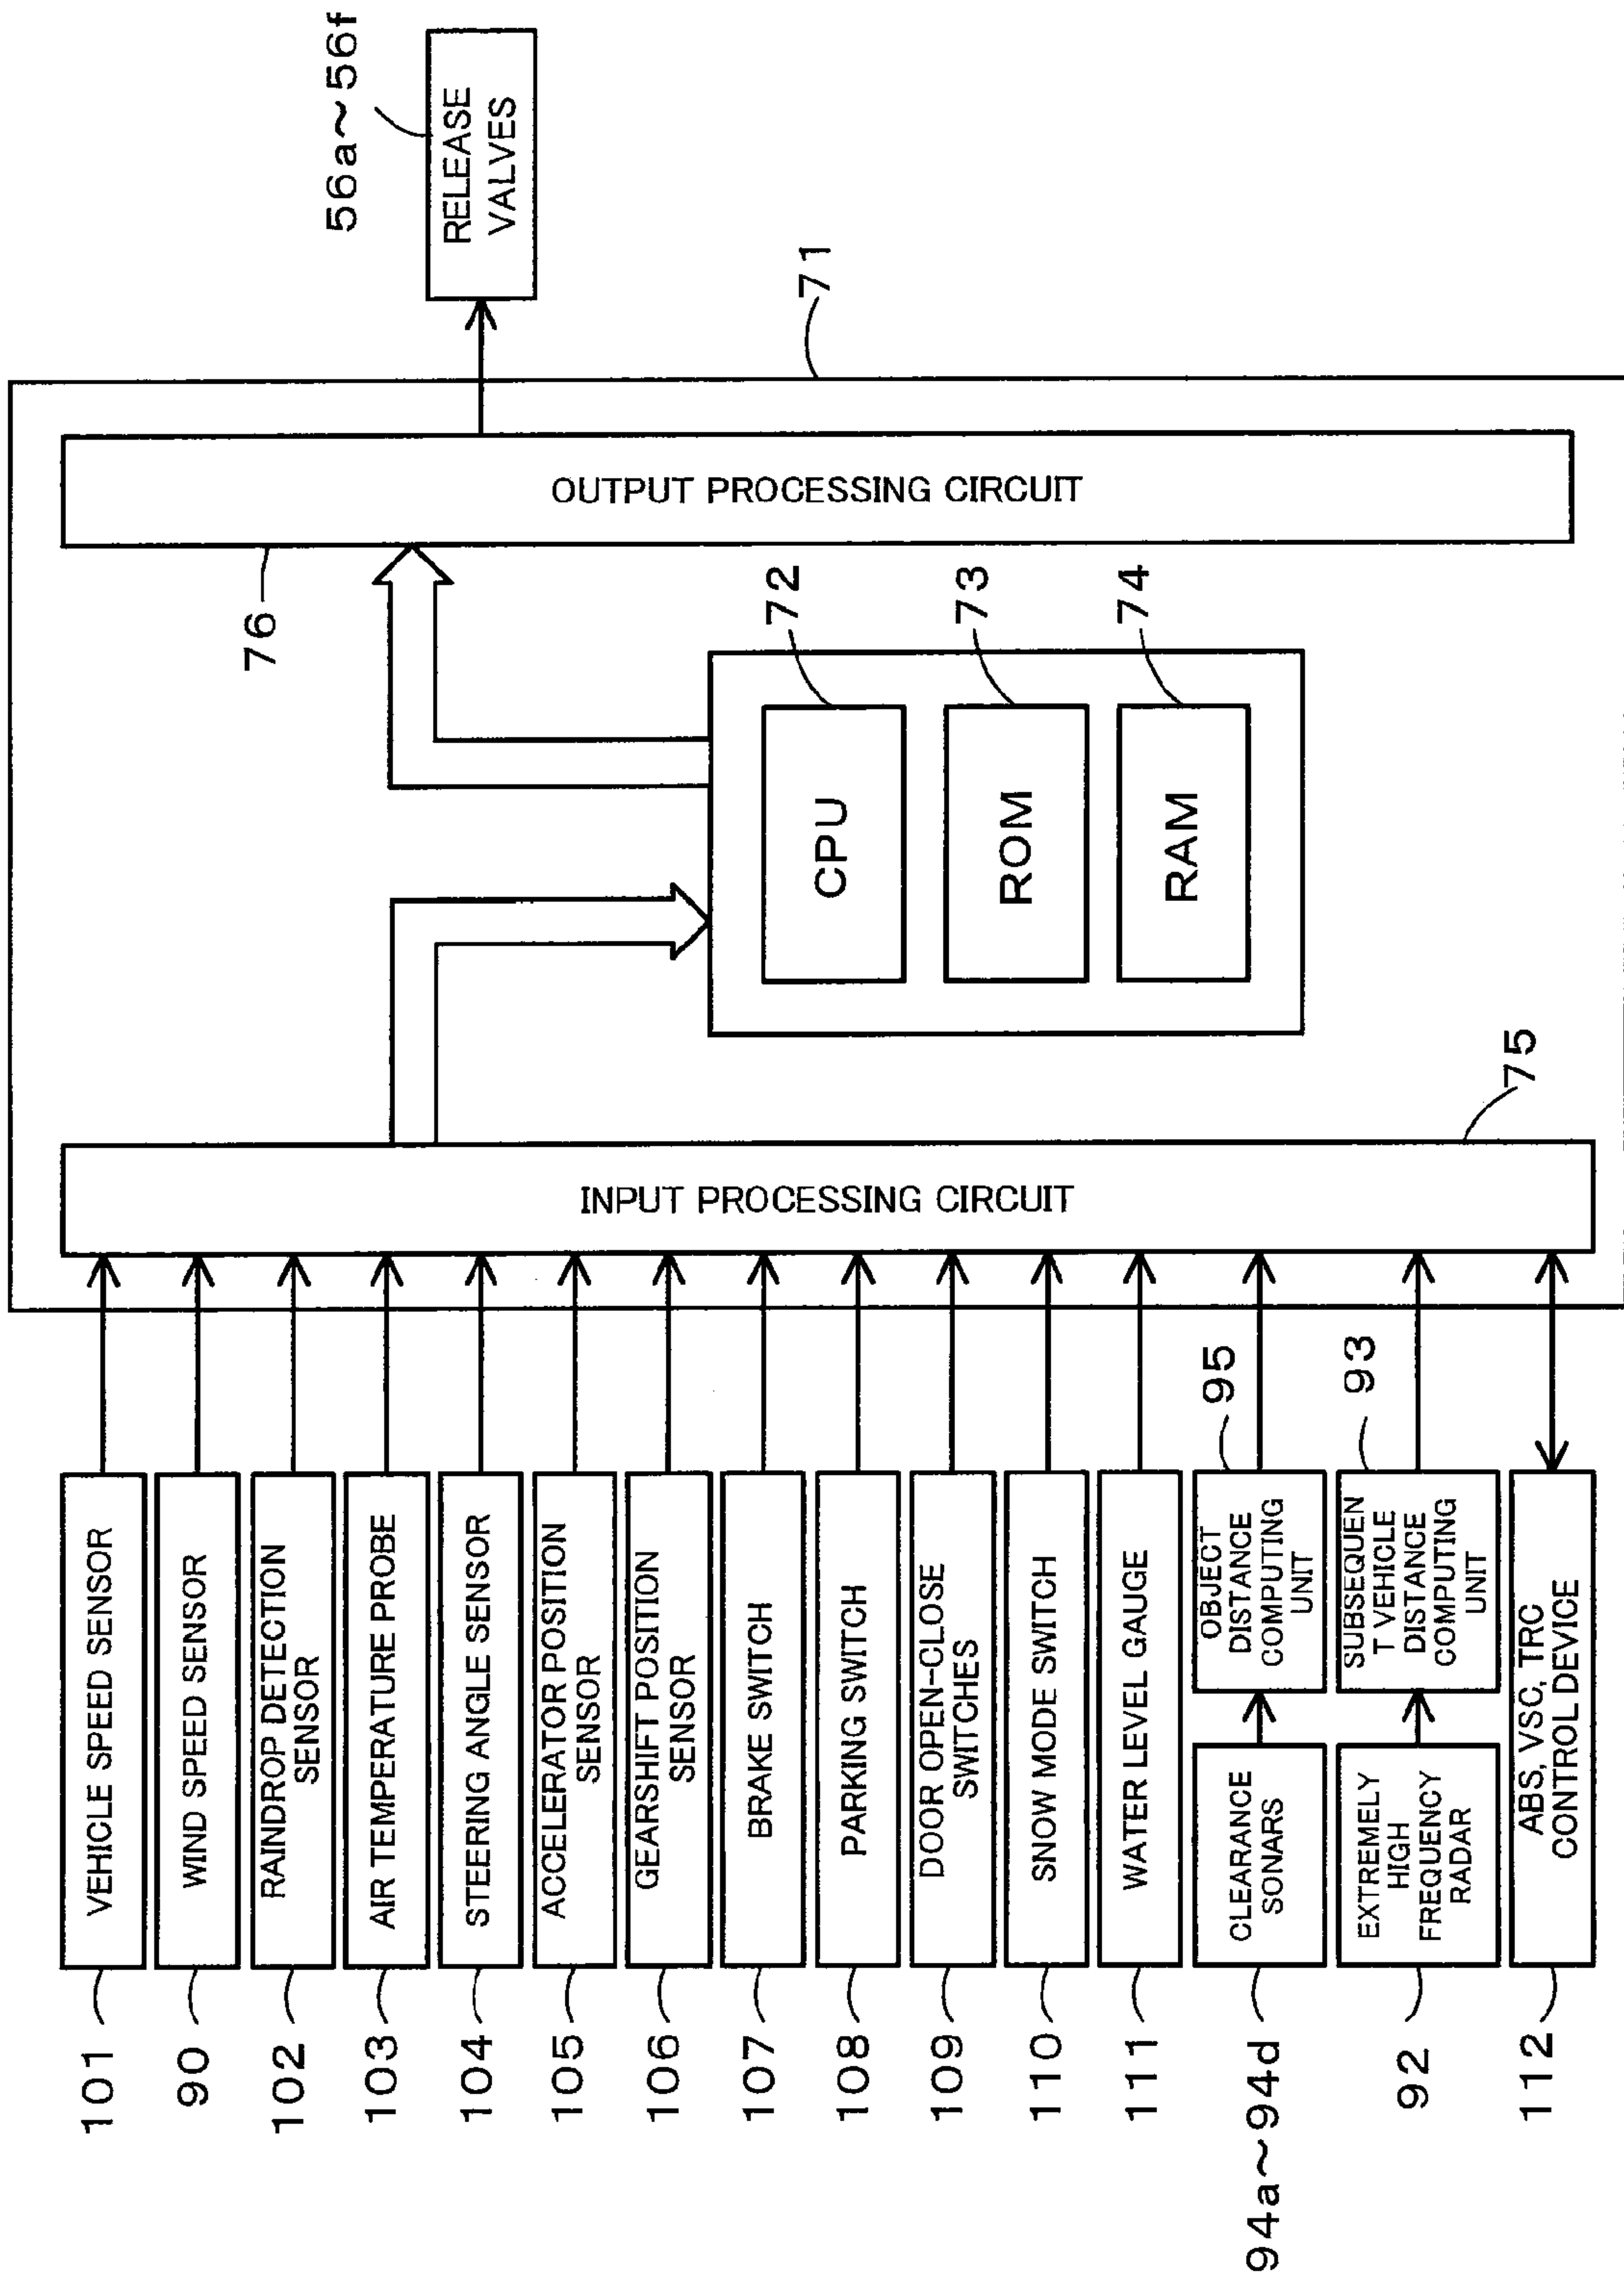 101
VEHICLE SPEED SENSOR
90
WIND SPEED SENSOR
102
RAINDROP DETECTION
SENSOR
103
AIR TEMPERATURE PROBE
104
STEERING ANGLE SENSOR
105
ACCELERATOR POSITION
SENSOR
106
GEARSHIFT POSITION
SENSOR
107
BRAKE SWITCH
108
PARKING SWITCH
109
DOOR OPEN-CLOSE
SWITCHES
110
SNOW MODE SWITCH
111
WATER LEVEL GAUGE
94a~94d
CLEARANCE
SONARS
95
OBJECT
DISTANCE
COMPUTING
UNIT
92
EXTREMELY
HIGH
FREQUENCY
RADAR
93
SUBSEQUEN
T VEHICLE
DISTANCE
COMPUTING
UNIT
112
ABS, VSC, TRC
CONTROL DEVICE
INPUT PROCESSING CIRCUIT
75
CPU
72
ROM
73
RAM
74
76
OUTPUT PROCESSING CIRCUIT
71
56a~56f
RELEASE
VALVES